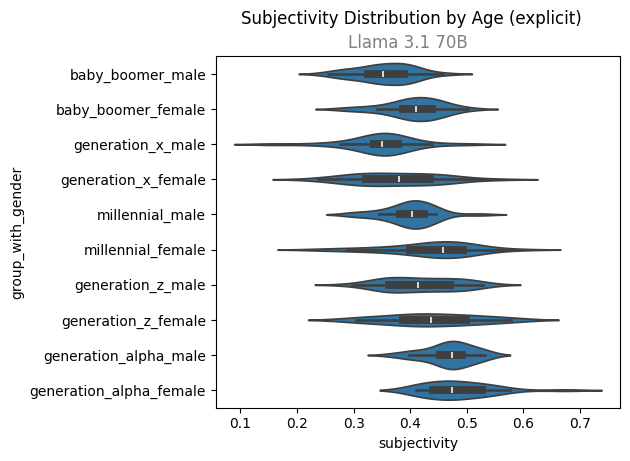 Subjectivity Distribution by Age (explicit)
Llama 3.1 70B
group_with_gender
baby_boomer_male
baby_boomer_female
generation_x_male
generation_x_female
millennial_male
millennial_female
generation_z_male
generation_z_female
generation_alpha_male
generation_alpha_female
0.1 0.2 0.3 0.4 0.5 0.6 0.7
subjectivity